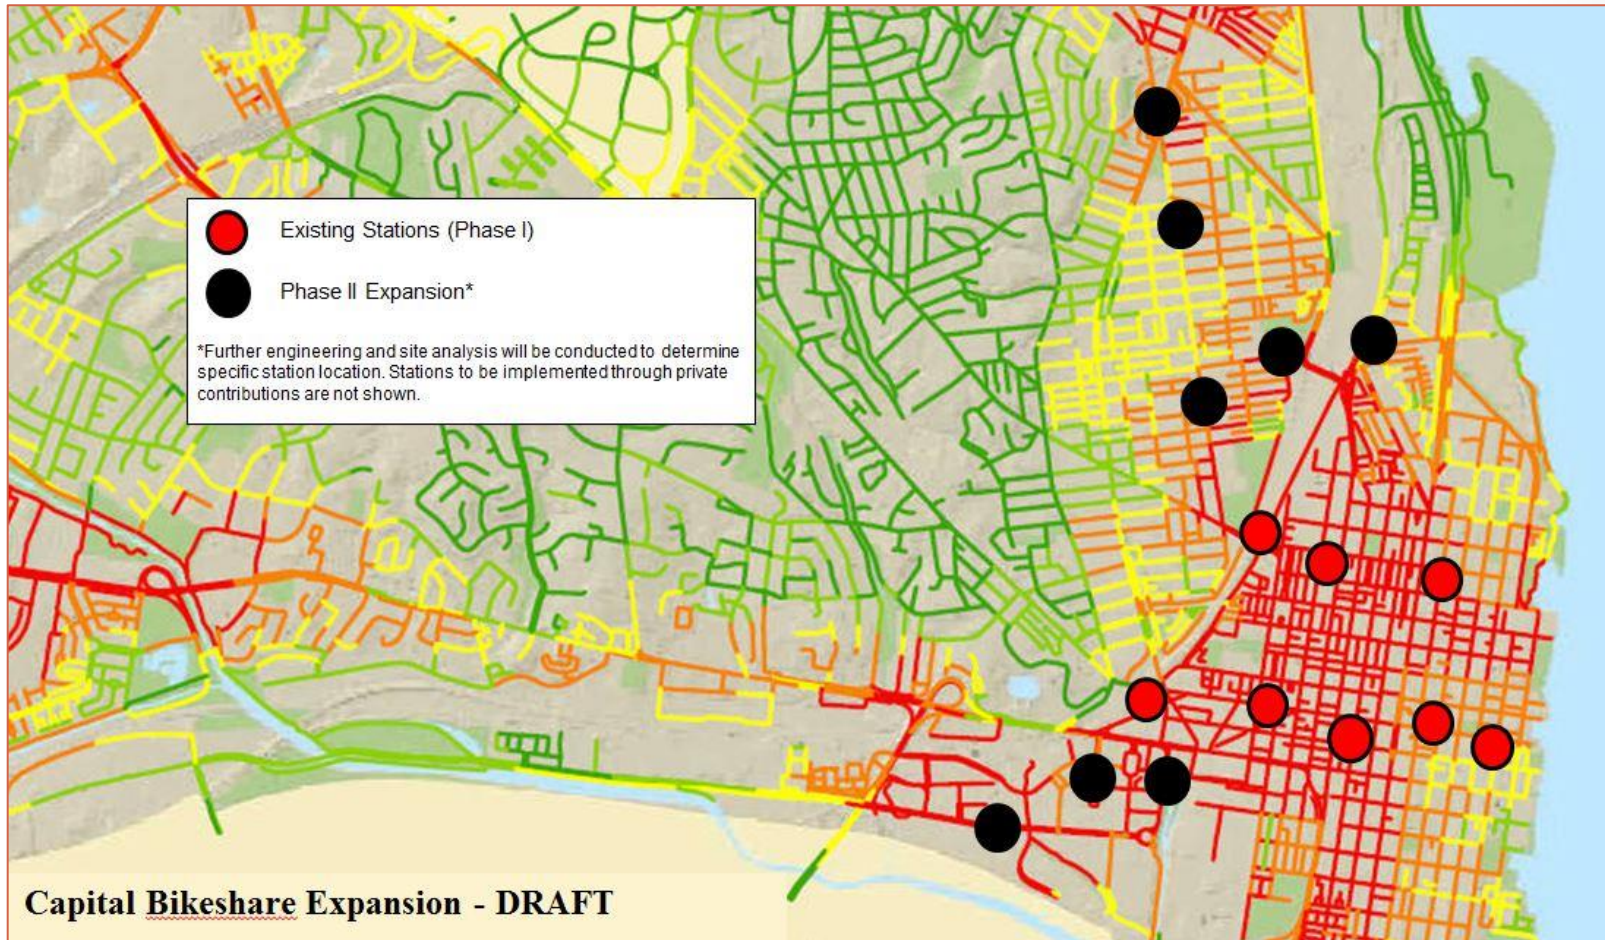 Existing Stations (Phase I)
Phase II Expansion*
*Further engineering and site analysis will be conducted to determine
specific station location. Stations to be implemented through private
contributions are not shown.
Capital Bikeshare Expansion - DRAFT